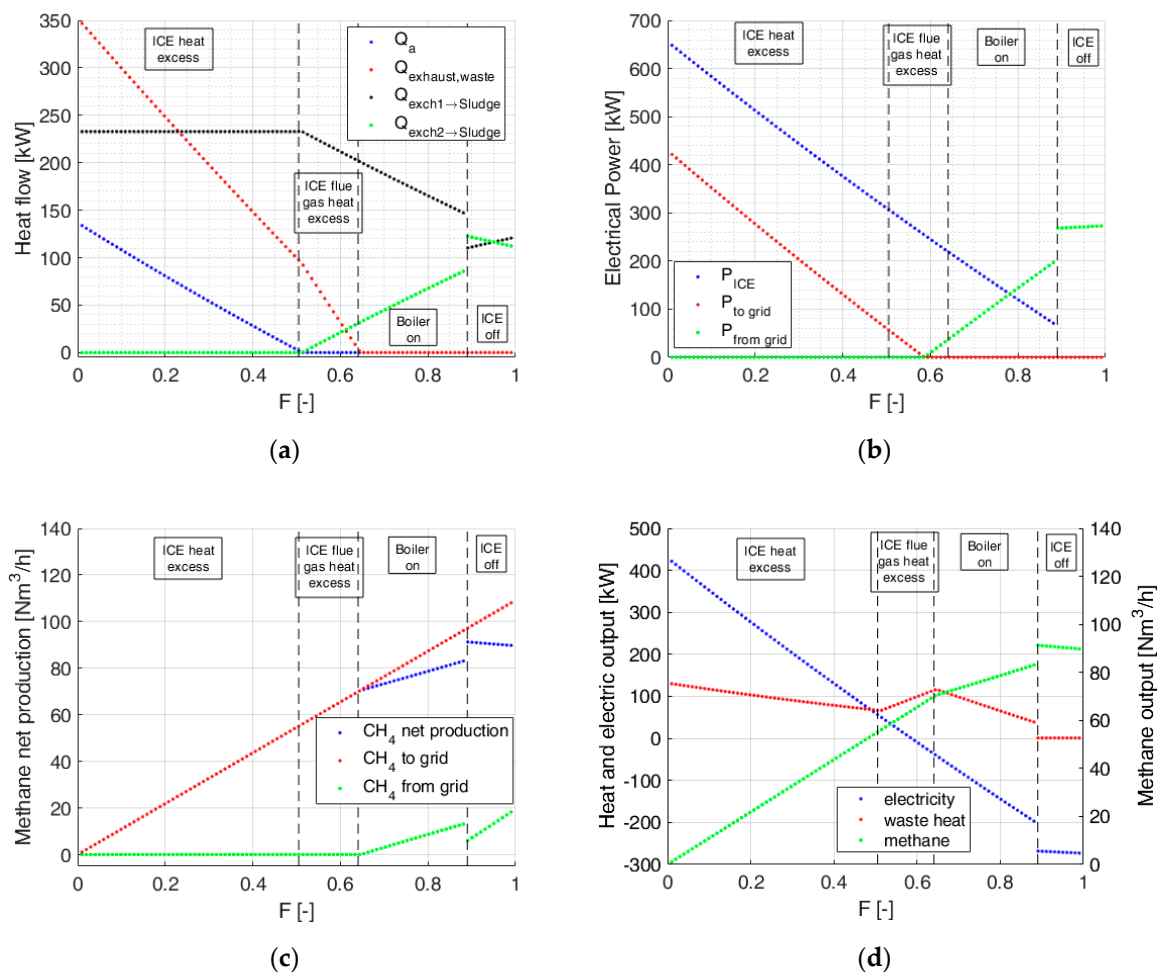 350
300
250
200
150
100
50
0
Heat flow [kW]
ICE heat
excess
ICE flue
gas heat
excess
Boiler
on
ICE
off
Q_a
Q_exhaust,waste
Q_exch1→Sludge
Q_exch2→Sludge
0 0.2 0.4 0.6 0.8 1
F [-]
(a)
700
600
500
400
300
200
100
0
Electrical Power [kW]
ICE heat
excess
ICE flue
gas heat
excess
Boiler
on
ICE
off
P_ICE
P_to grid
P_from grid
0 0.2 0.4 0.6 0.8 1
F [-]
(b)
140
120
100
80
60
40
20
0
Methane net production [Nm³/h]
ICE heat
excess
ICE flue
gas heat
excess
Boiler
on
ICE
off
CH₄ net production
CH₄ to grid
CH₄ from grid
0 0.2 0.4 0.6 0.8 1
F [-]
(c)
500
400
300
200
100
0
-100
-200
-300
Heat and electric output [kW]
ICE heat
excess
ICE flue
gas heat
excess
Boiler
on
ICE
off
electricity
waste heat
methane
140
120
100
80
60
40
20
0
Methane output [Nm³/h]
0 0.2 0.4 0.6 0.8 1
F [-]
(d)